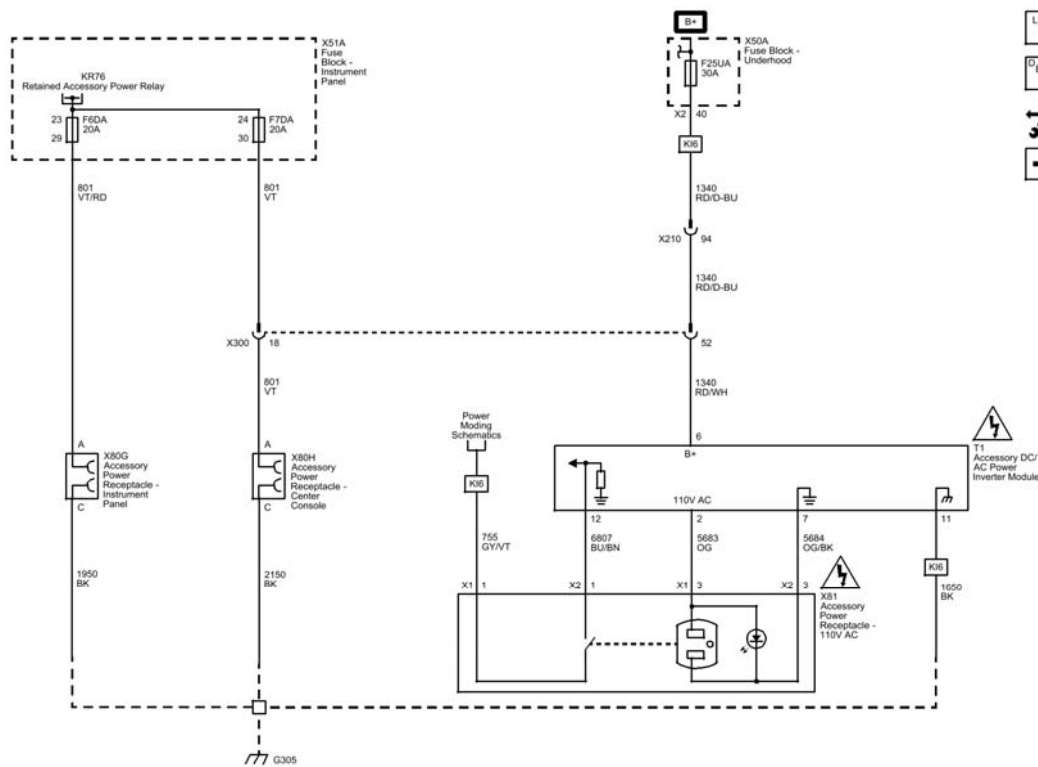 B+
X51A
Fuse
Block -
Instrument
Panel
KR76
Retained Accessory Power Relay
23
F6DA
20A
29
24
F7DA
20A
30
X50A
Fuse Block -
Underhood
F25UA
30A
X2
40
KI6
L
D
801
VT/RD
801
VT
1340
RD/D-BU
X210
94
1340
RD/D-BU
X300
18
52
801
VT
1340
RD/WH
Power
Moding
Schematics
6
B+
T1
Accessory DC/
AC Power
Inverter Module
A
X80G
Accessory
Power
Receptacle -
Instrument
Panel
C
A
X80H
Accessory
Power
Receptacle -
Center
Console
C
KI6
110V AC
12
2
7
11
755
GY/VT
6807
BU/BN
5683
OG
5684
OG/BK
KI6
1650
BK
1950
BK
2150
BK
X1
1
X2
1
X1
3
X2
3
X81
Accessory
Power
Receptacle -
110V AC
G305